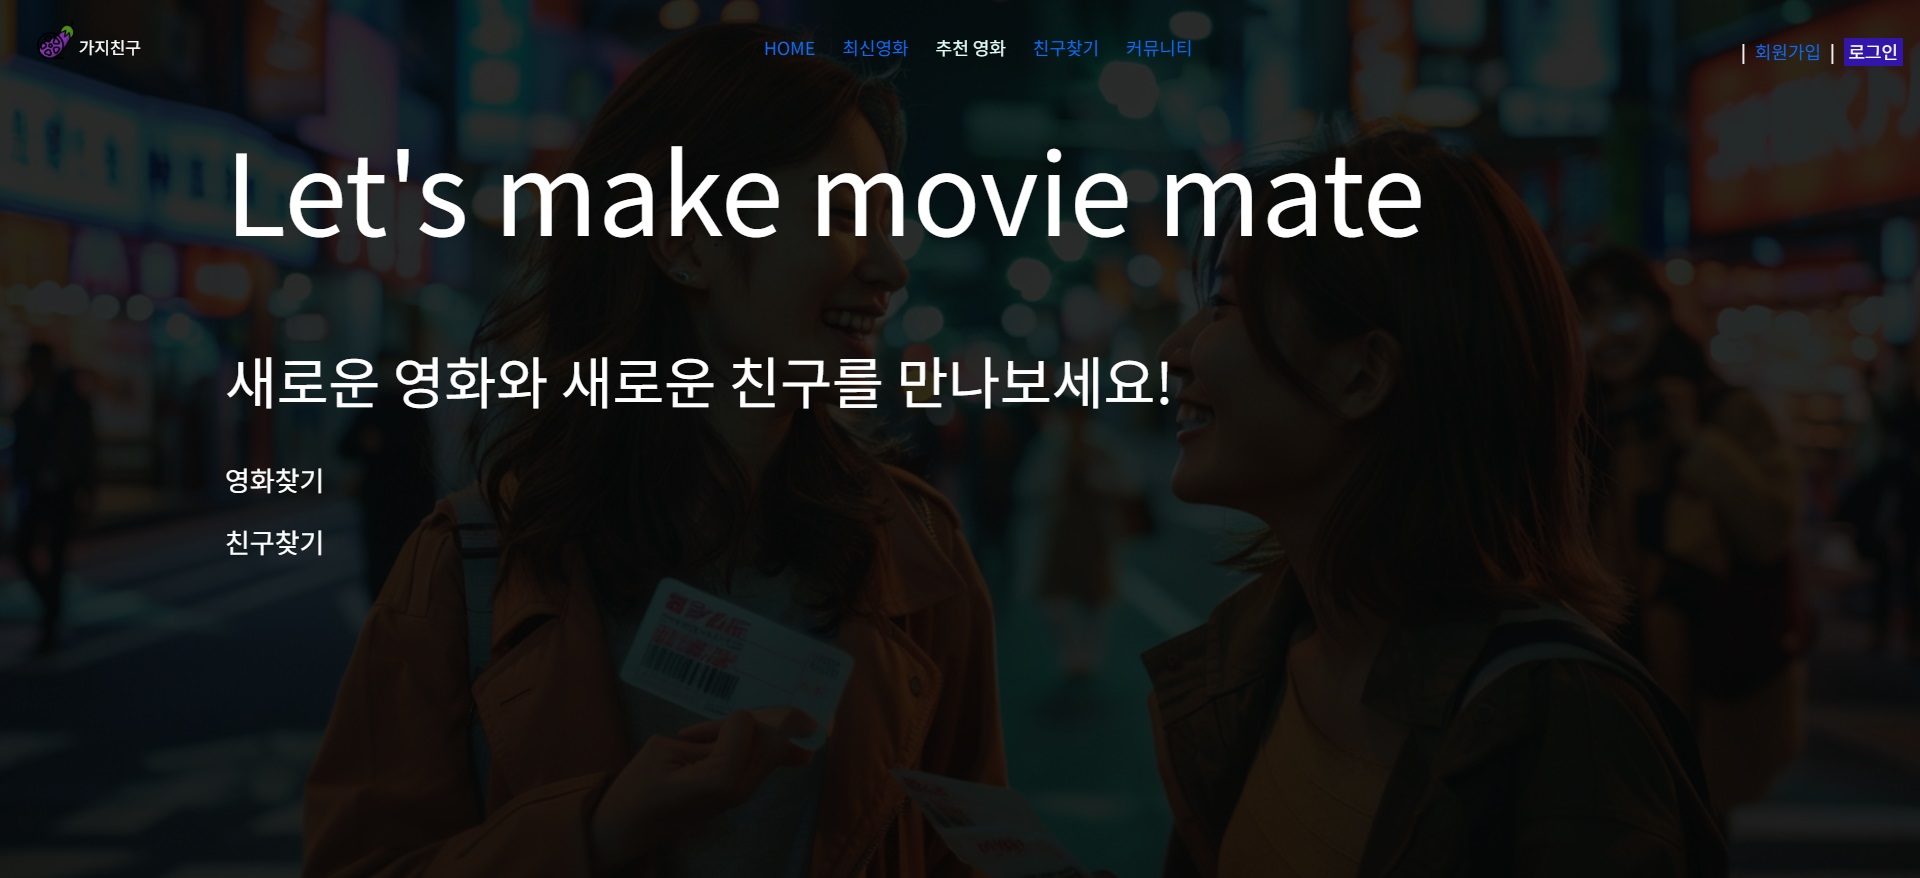 가지친구
HOME 최신영화 추천 영화 친구찾기 커뮤니티
| 회원가입 | 로그인
Let's make movie mate
새로운 영화와 새로운 친구를 만나보세요!
영화찾기
친구찾기